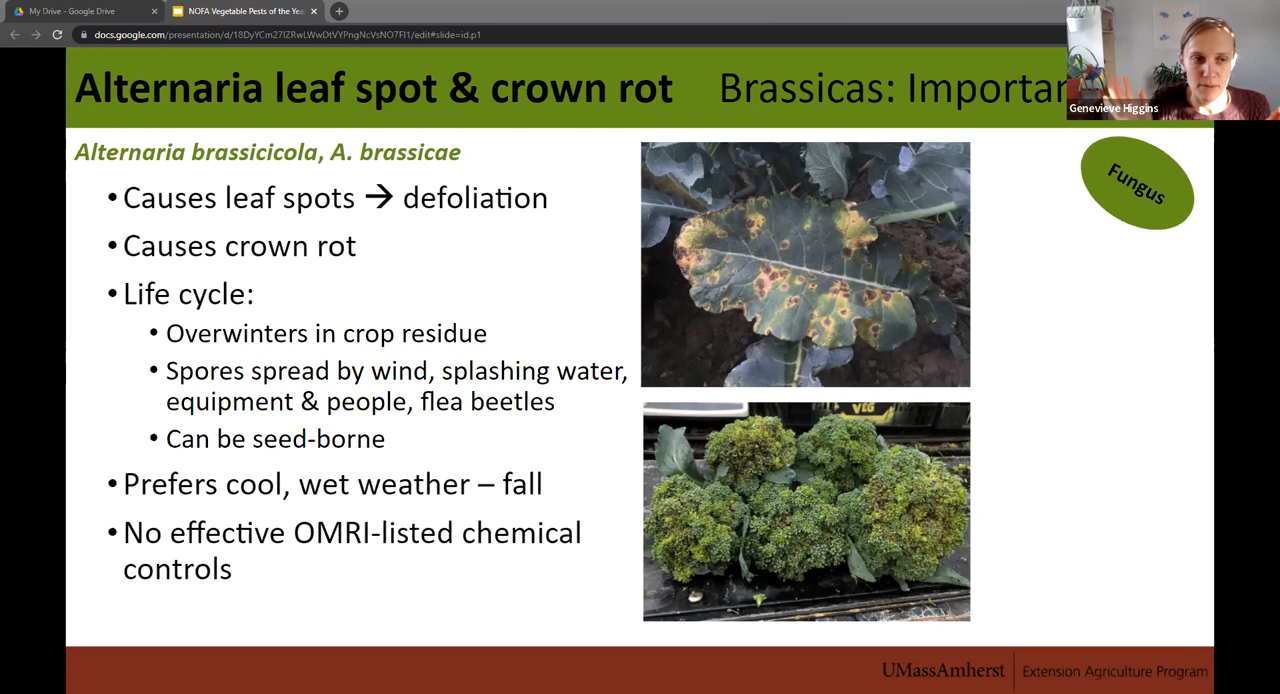 My Drive - Google Drive
NOFA Vegetable Pests of the Yea
docs.google.com/presentation/d/18DyYCm27IZRwLWwDtVYPngNcVsNO7Fl1/edit#slide=id.p1
Alternaria leaf spot & crown rot Brassicas: Importan
Genevieve Higgins
Alternaria brassicicola, A. brassicae
Fungus
• Causes leaf spots → defoliation
• Causes crown rot
• Life cycle:
• Overwinters in crop residue
• Spores spread by wind, splashing water,
equipment & people, flea beetles
• Can be seed-borne
• Prefers cool, wet weather – fall
• No effective OMRI-listed chemical
controls
VEG
UMassAmherst Extension Agriculture Program